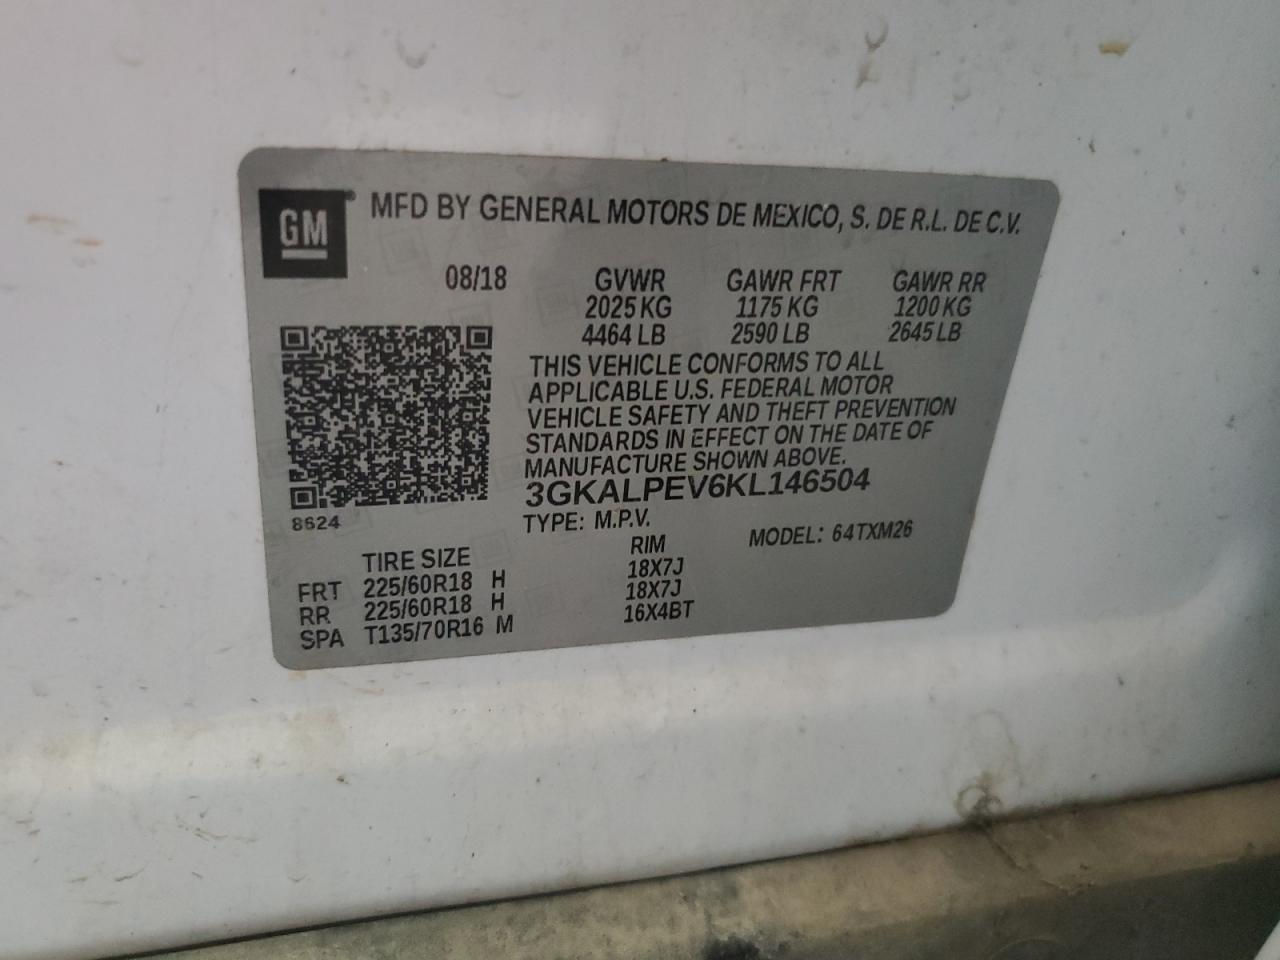 GM ® MFD BY GENERAL MOTORS DE MEXICO, S. DE R.L. DE C.V.
08/18 GVWR GAWR FRT GAWR RR
2025 KG 1175 KG 1200 KG
4464 LB 2590 LB 2645 LB
THIS VEHICLE CONFORMS TO ALL
APPLICABLE U.S. FEDERAL MOTOR
VEHICLE SAFETY AND THEFT PREVENTION
STANDARDS IN EFFECT ON THE DATE OF
MANUFACTURE SHOWN ABOVE.
3GKALPEV6KL146504
8624
TYPE: M.P.V. MODEL: 64TXM26
TIRE SIZE RIM
FRT 225/60R18 H 18X7J
RR 225/60R18 H 18X7J
SPA T135/70R16 M 16X4BT